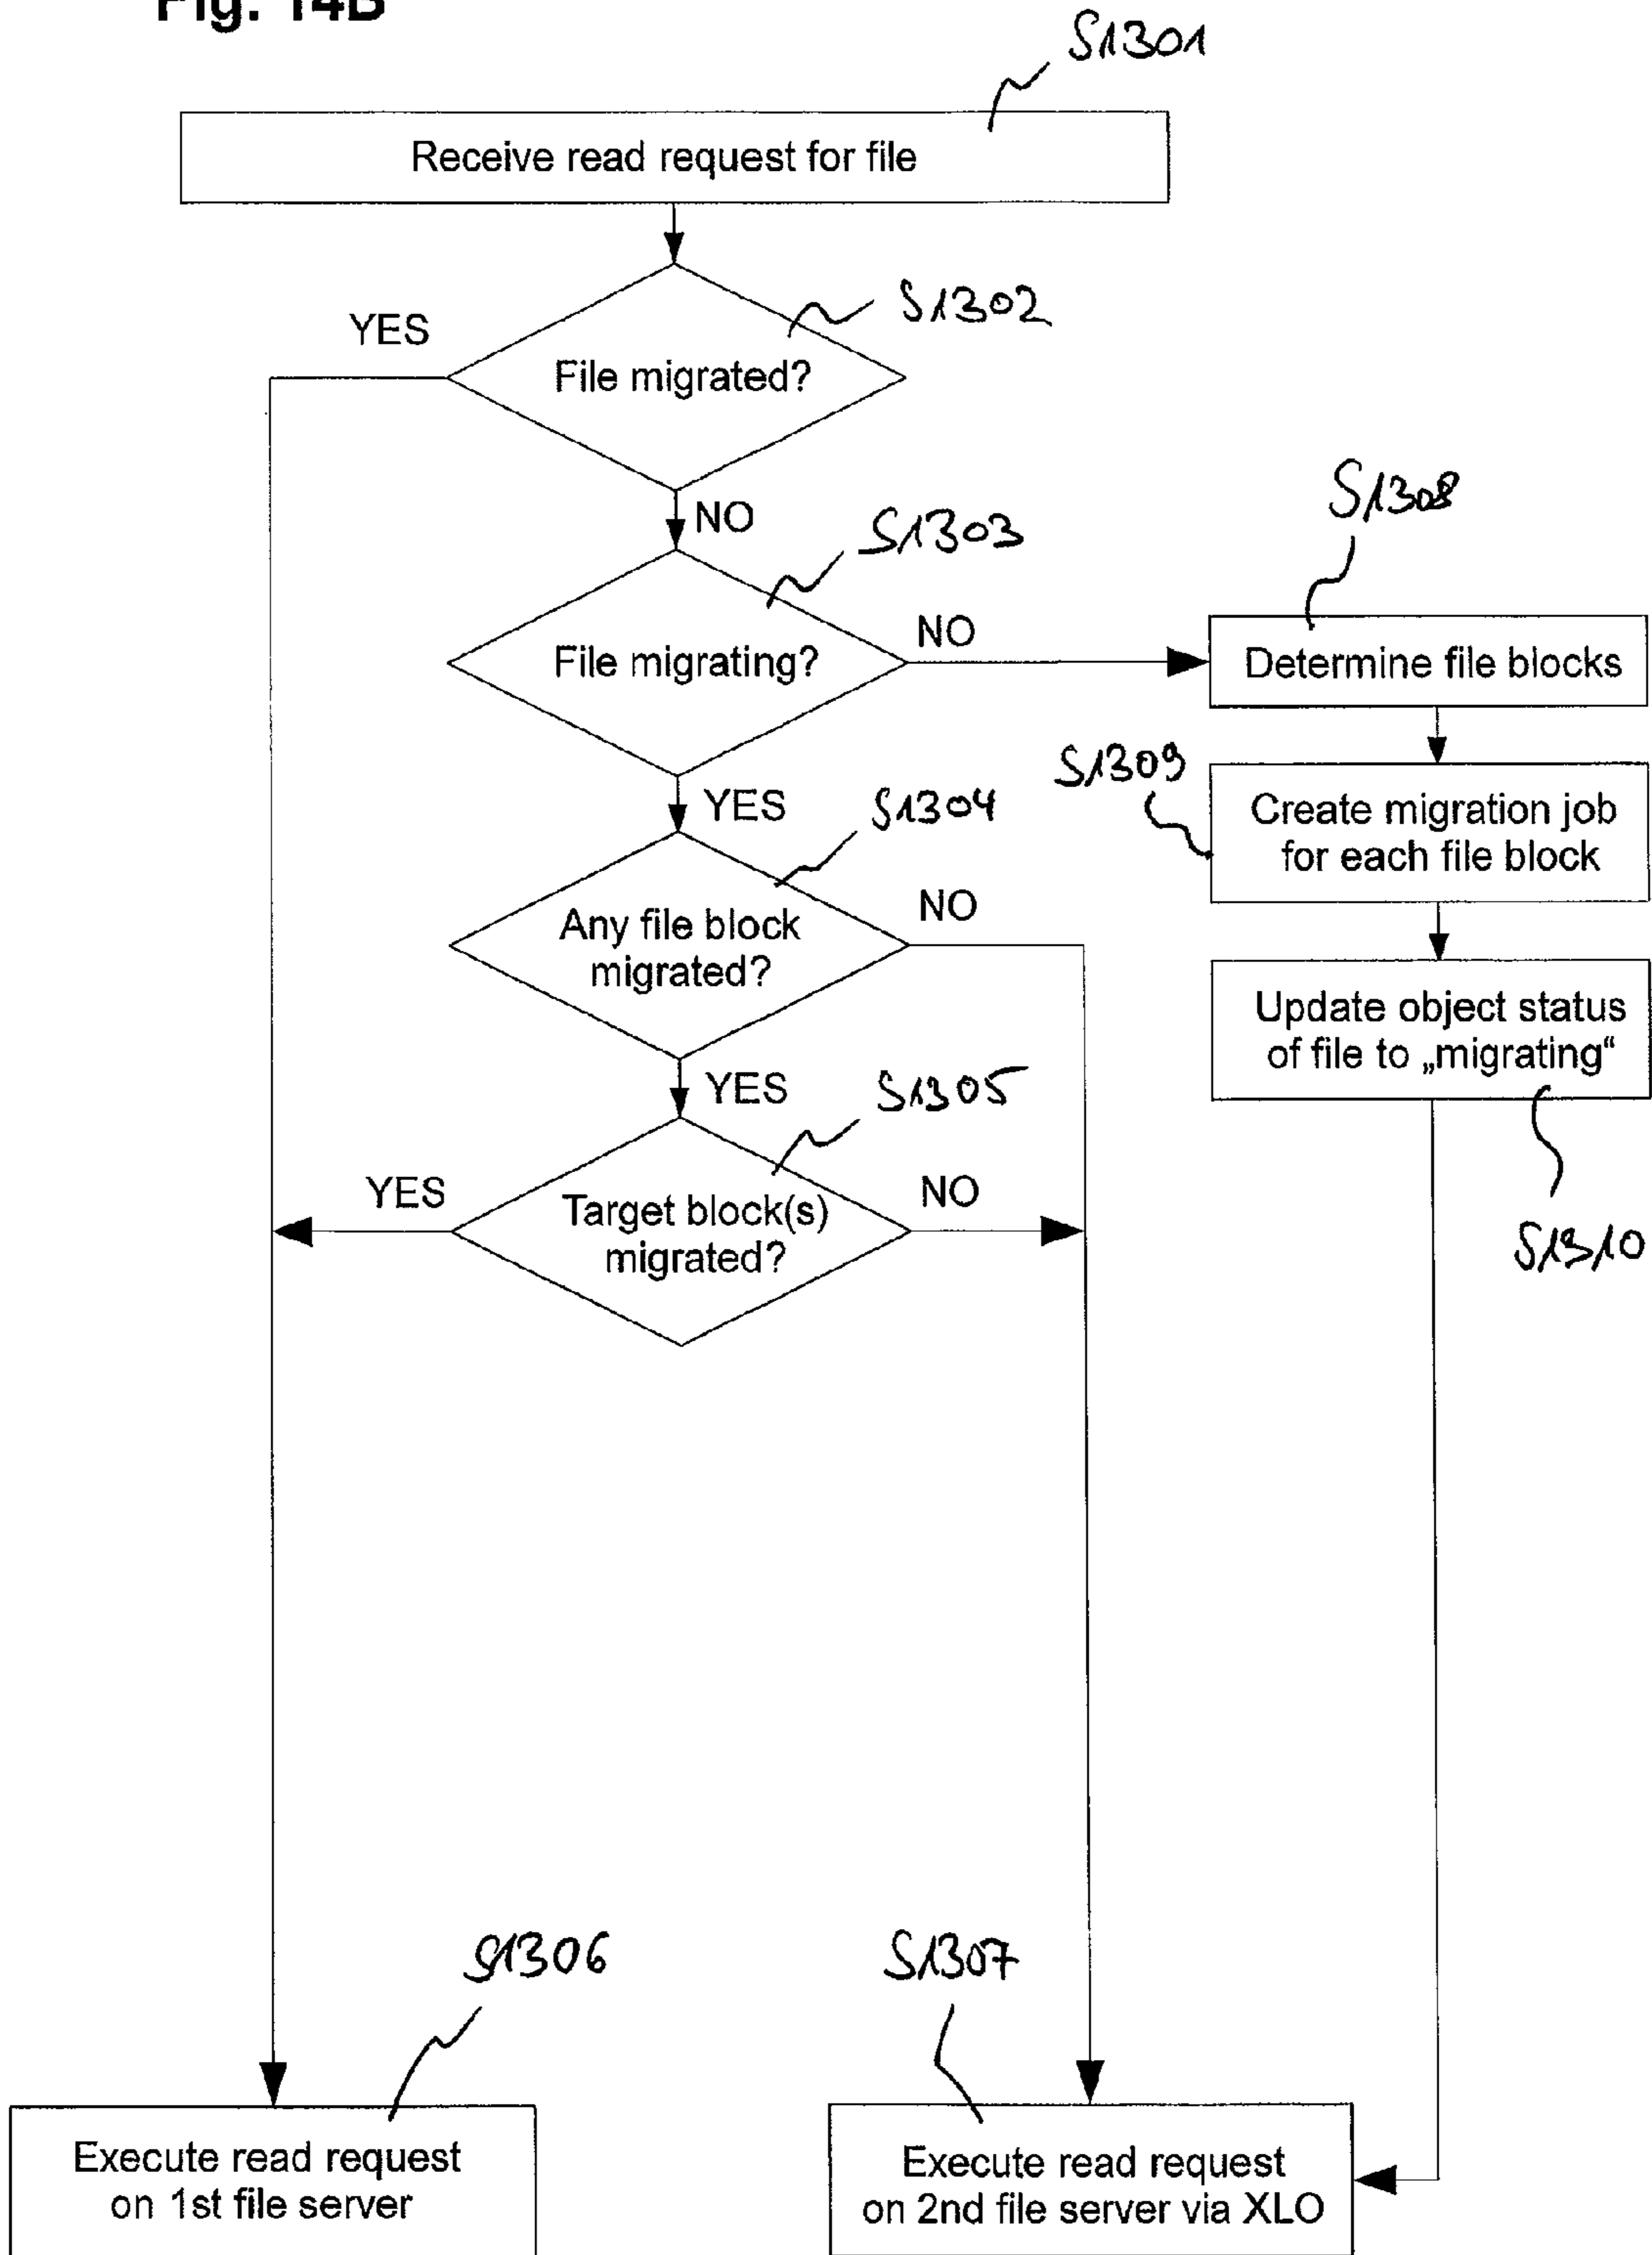 Fig. 14B
S1301
Receive read request for file
S1302
YES
File migrated?
NO
S1303
S1308
File migrating?
NO
Determine file blocks
YES
S1304
S1309
Create migration job
for each file block
Any file block
migrated?
NO
Update object status
of file to „migrating“
YES
S1305
YES
Target block(s)
migrated?
NO
S1310
S1306
S1307
Execute read request
on 1st file server
Execute read request
on 2nd file server via XLO